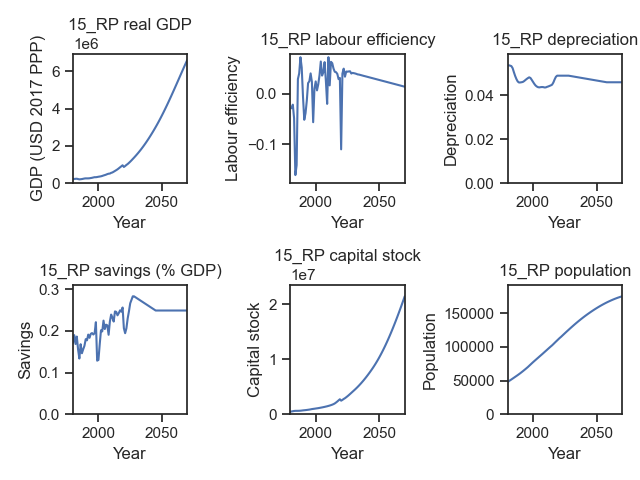 15_RP real GDP
1e6
GDP (USD 2017 PPP)
6
4
2
0
2000
2050
Year
15_RP labour efficiency
Labour efficiency
0.0
−0.1
2000
2050
Year
15_RP depreciation
Depreciation
0.04
0.02
0.00
2000
2050
Year
15_RP savings (% GDP)
Savings
0.3
0.2
0.1
0.0
2000
2050
Year
15_RP capital stock
1e7
Capital stock
2
1
0
2000
2050
Year
15_RP population
Population
150000
100000
50000
0
2000
2050
Year